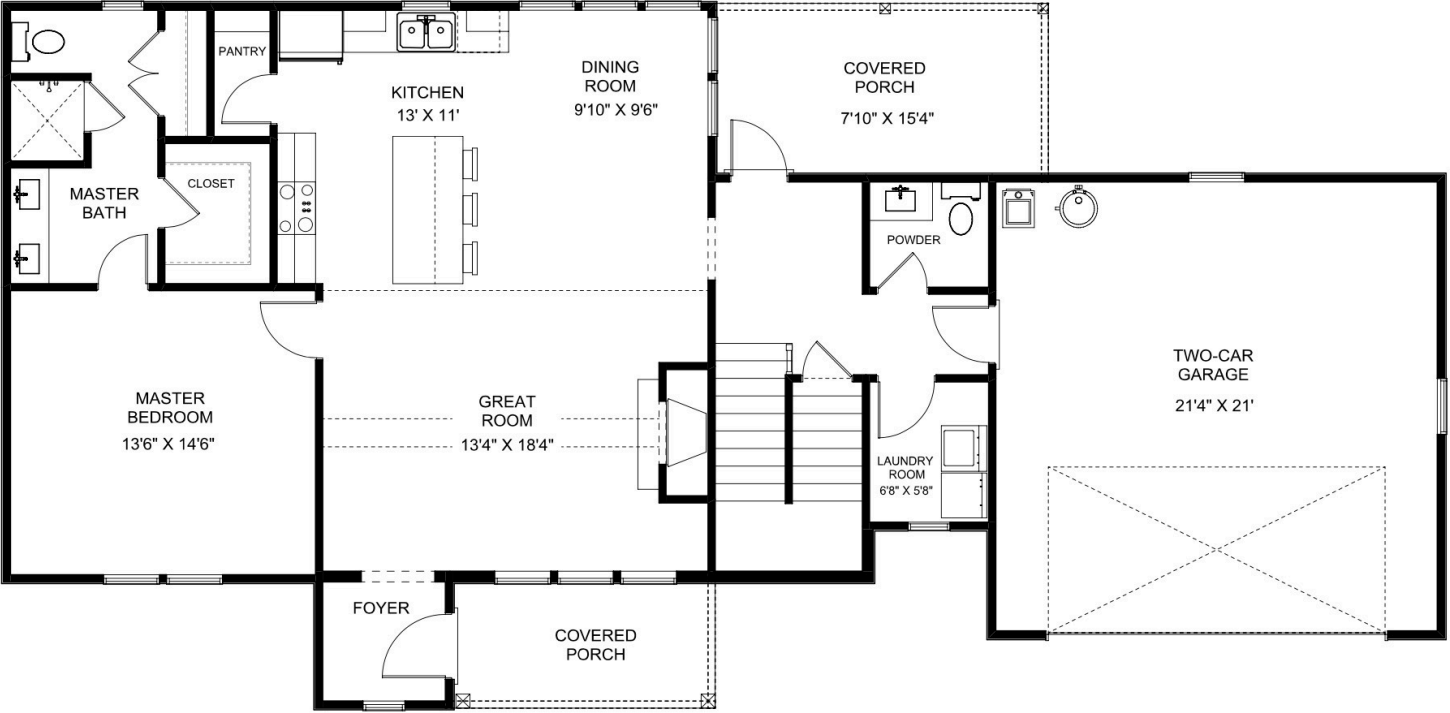 PANTRY
KITCHEN
13' X 11'
DINING
ROOM
9'10" X 9'6"
COVERED
PORCH
7'10" X 15'4"
CLOSET
MASTER
BATH
POWDER
MASTER
BEDROOM
13'6" X 14'6"
GREAT
ROOM
13'4" X 18'4"
LAUNDRY
ROOM
6'8" X 5'8"
TWO-CAR
GARAGE
21'4" X 21'
FOYER
COVERED
PORCH